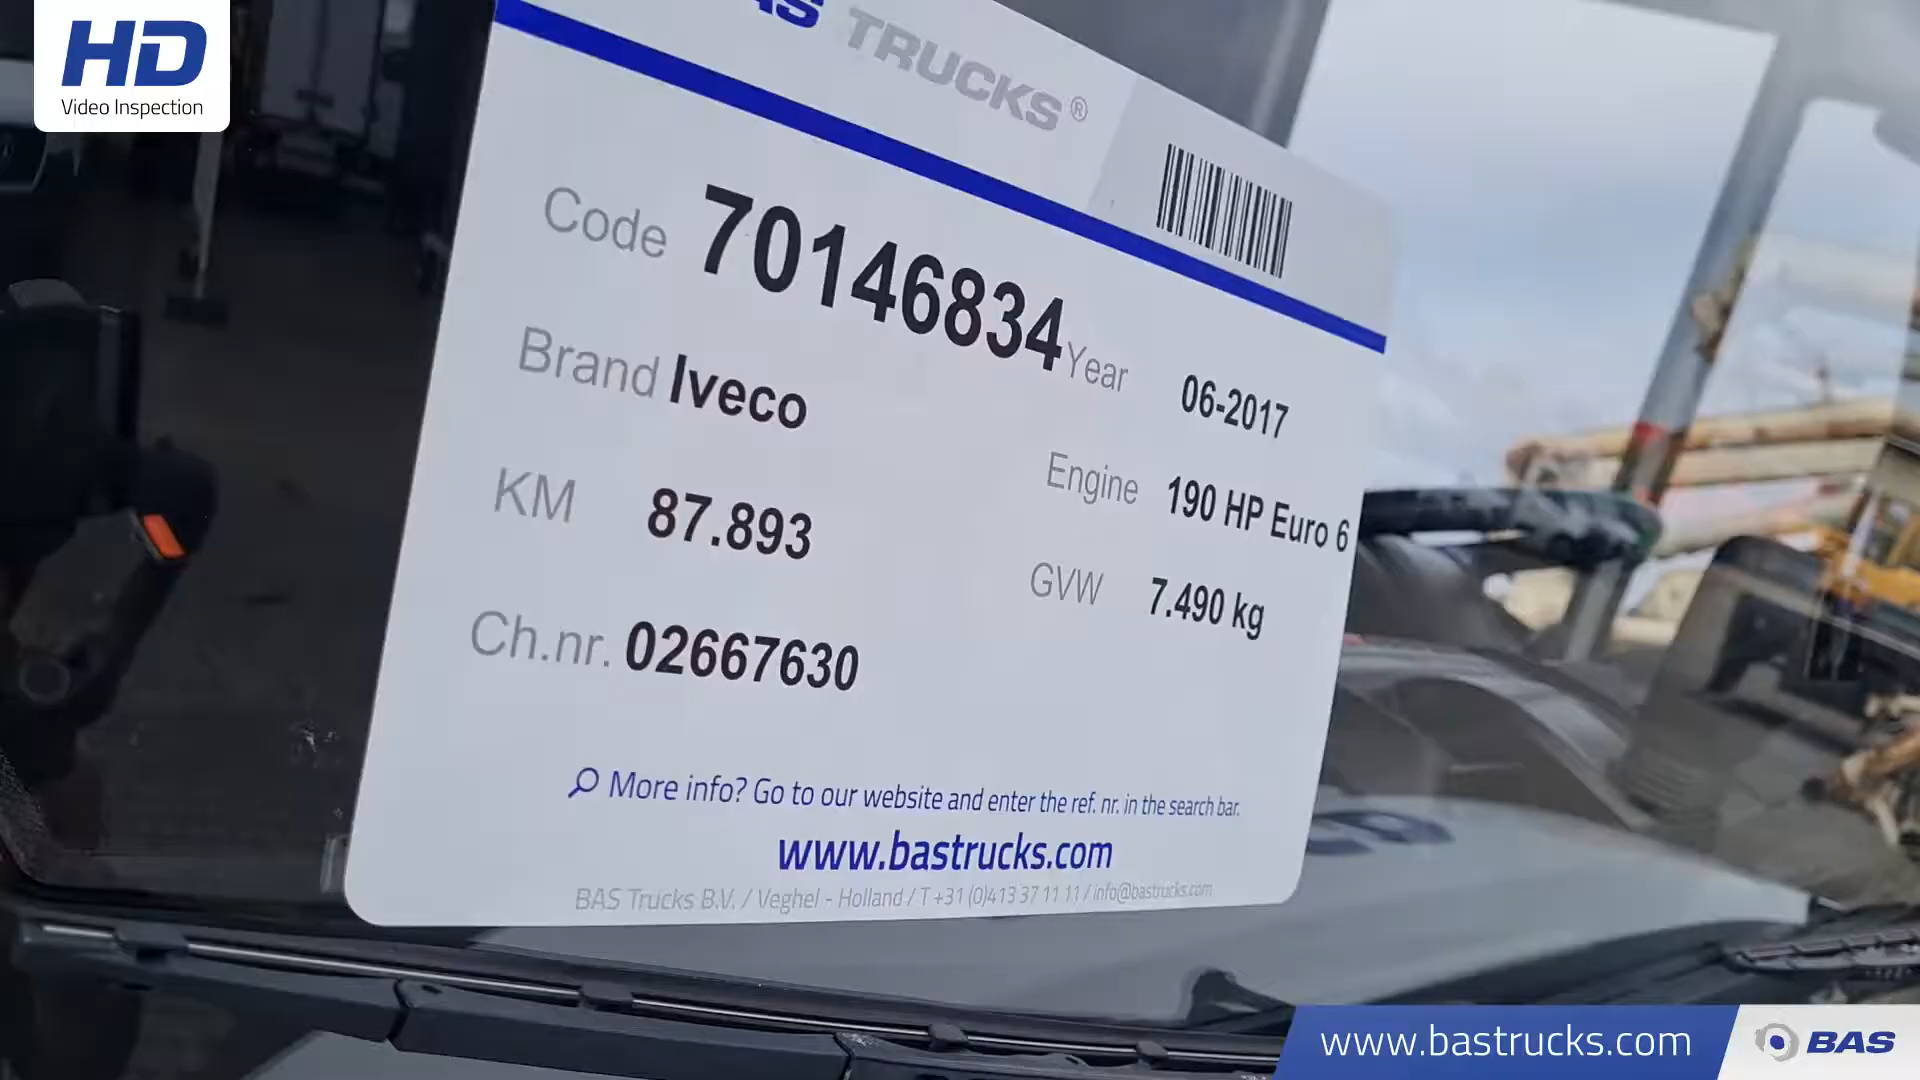 HD
Video Inspection
BAS TRUCKS®
Code 70146834
Year 06-2017
Brand Iveco
Engine 190 HP Euro 6
KM 87.893
GVW 7.490 kg
Ch.nr. 02667630
More info? Go to our website and enter the ref. nr. in the search bar.
www.bastrucks.com
BAS Trucks B.V. / Veghel - Holland / T +31 (0)413 37 11 11 / info@bastrucks.com
www.bastrucks.com
BAS